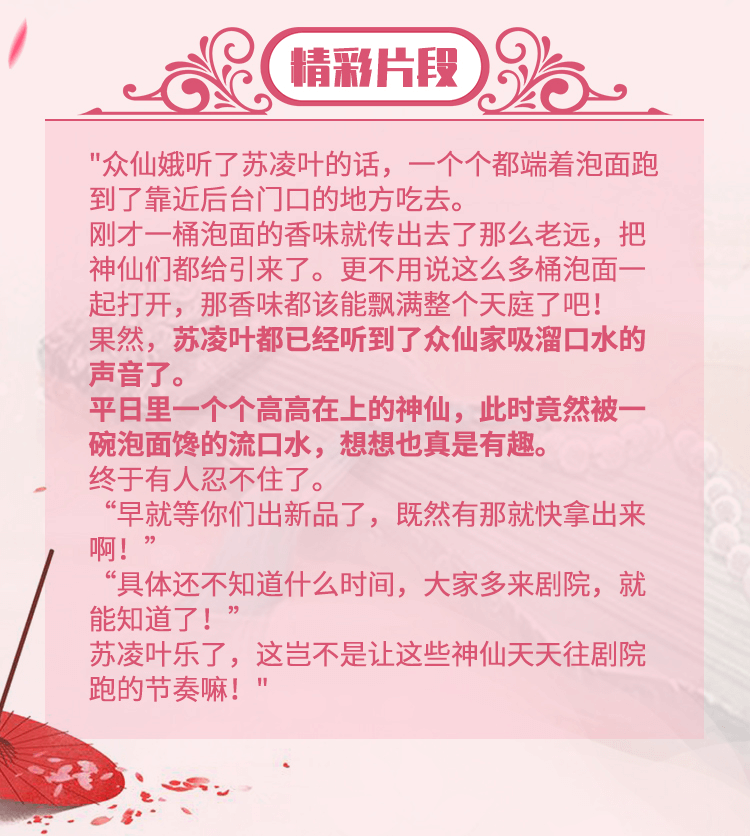 精彩片段
"众仙娥听了苏凌叶的话，一个个都端着泡面跑
到了靠近后台门口的地方吃去。
刚才一桶泡面的香味就传出去了那么老远，把
神仙们都给引来了。更不用说这么多桶泡面一
起打开，那香味都该能飘满整个天庭了吧！
果然，苏凌叶都已经听到了众仙家吸溜口水的
声音了。
平日里一个个高高在上的神仙，此时竟然被一
碗泡面馋的流口水，想想也真是有趣。
终于有人忍不住了。
“早就等你们出新品了，既然有那就快拿出来
啊！”
“具体还不知道什么时间，大家多来剧院，就
能知道了！”
苏凌叶乐了，这岂不是让这些神仙天天往剧院
跑的节奏嘛！"